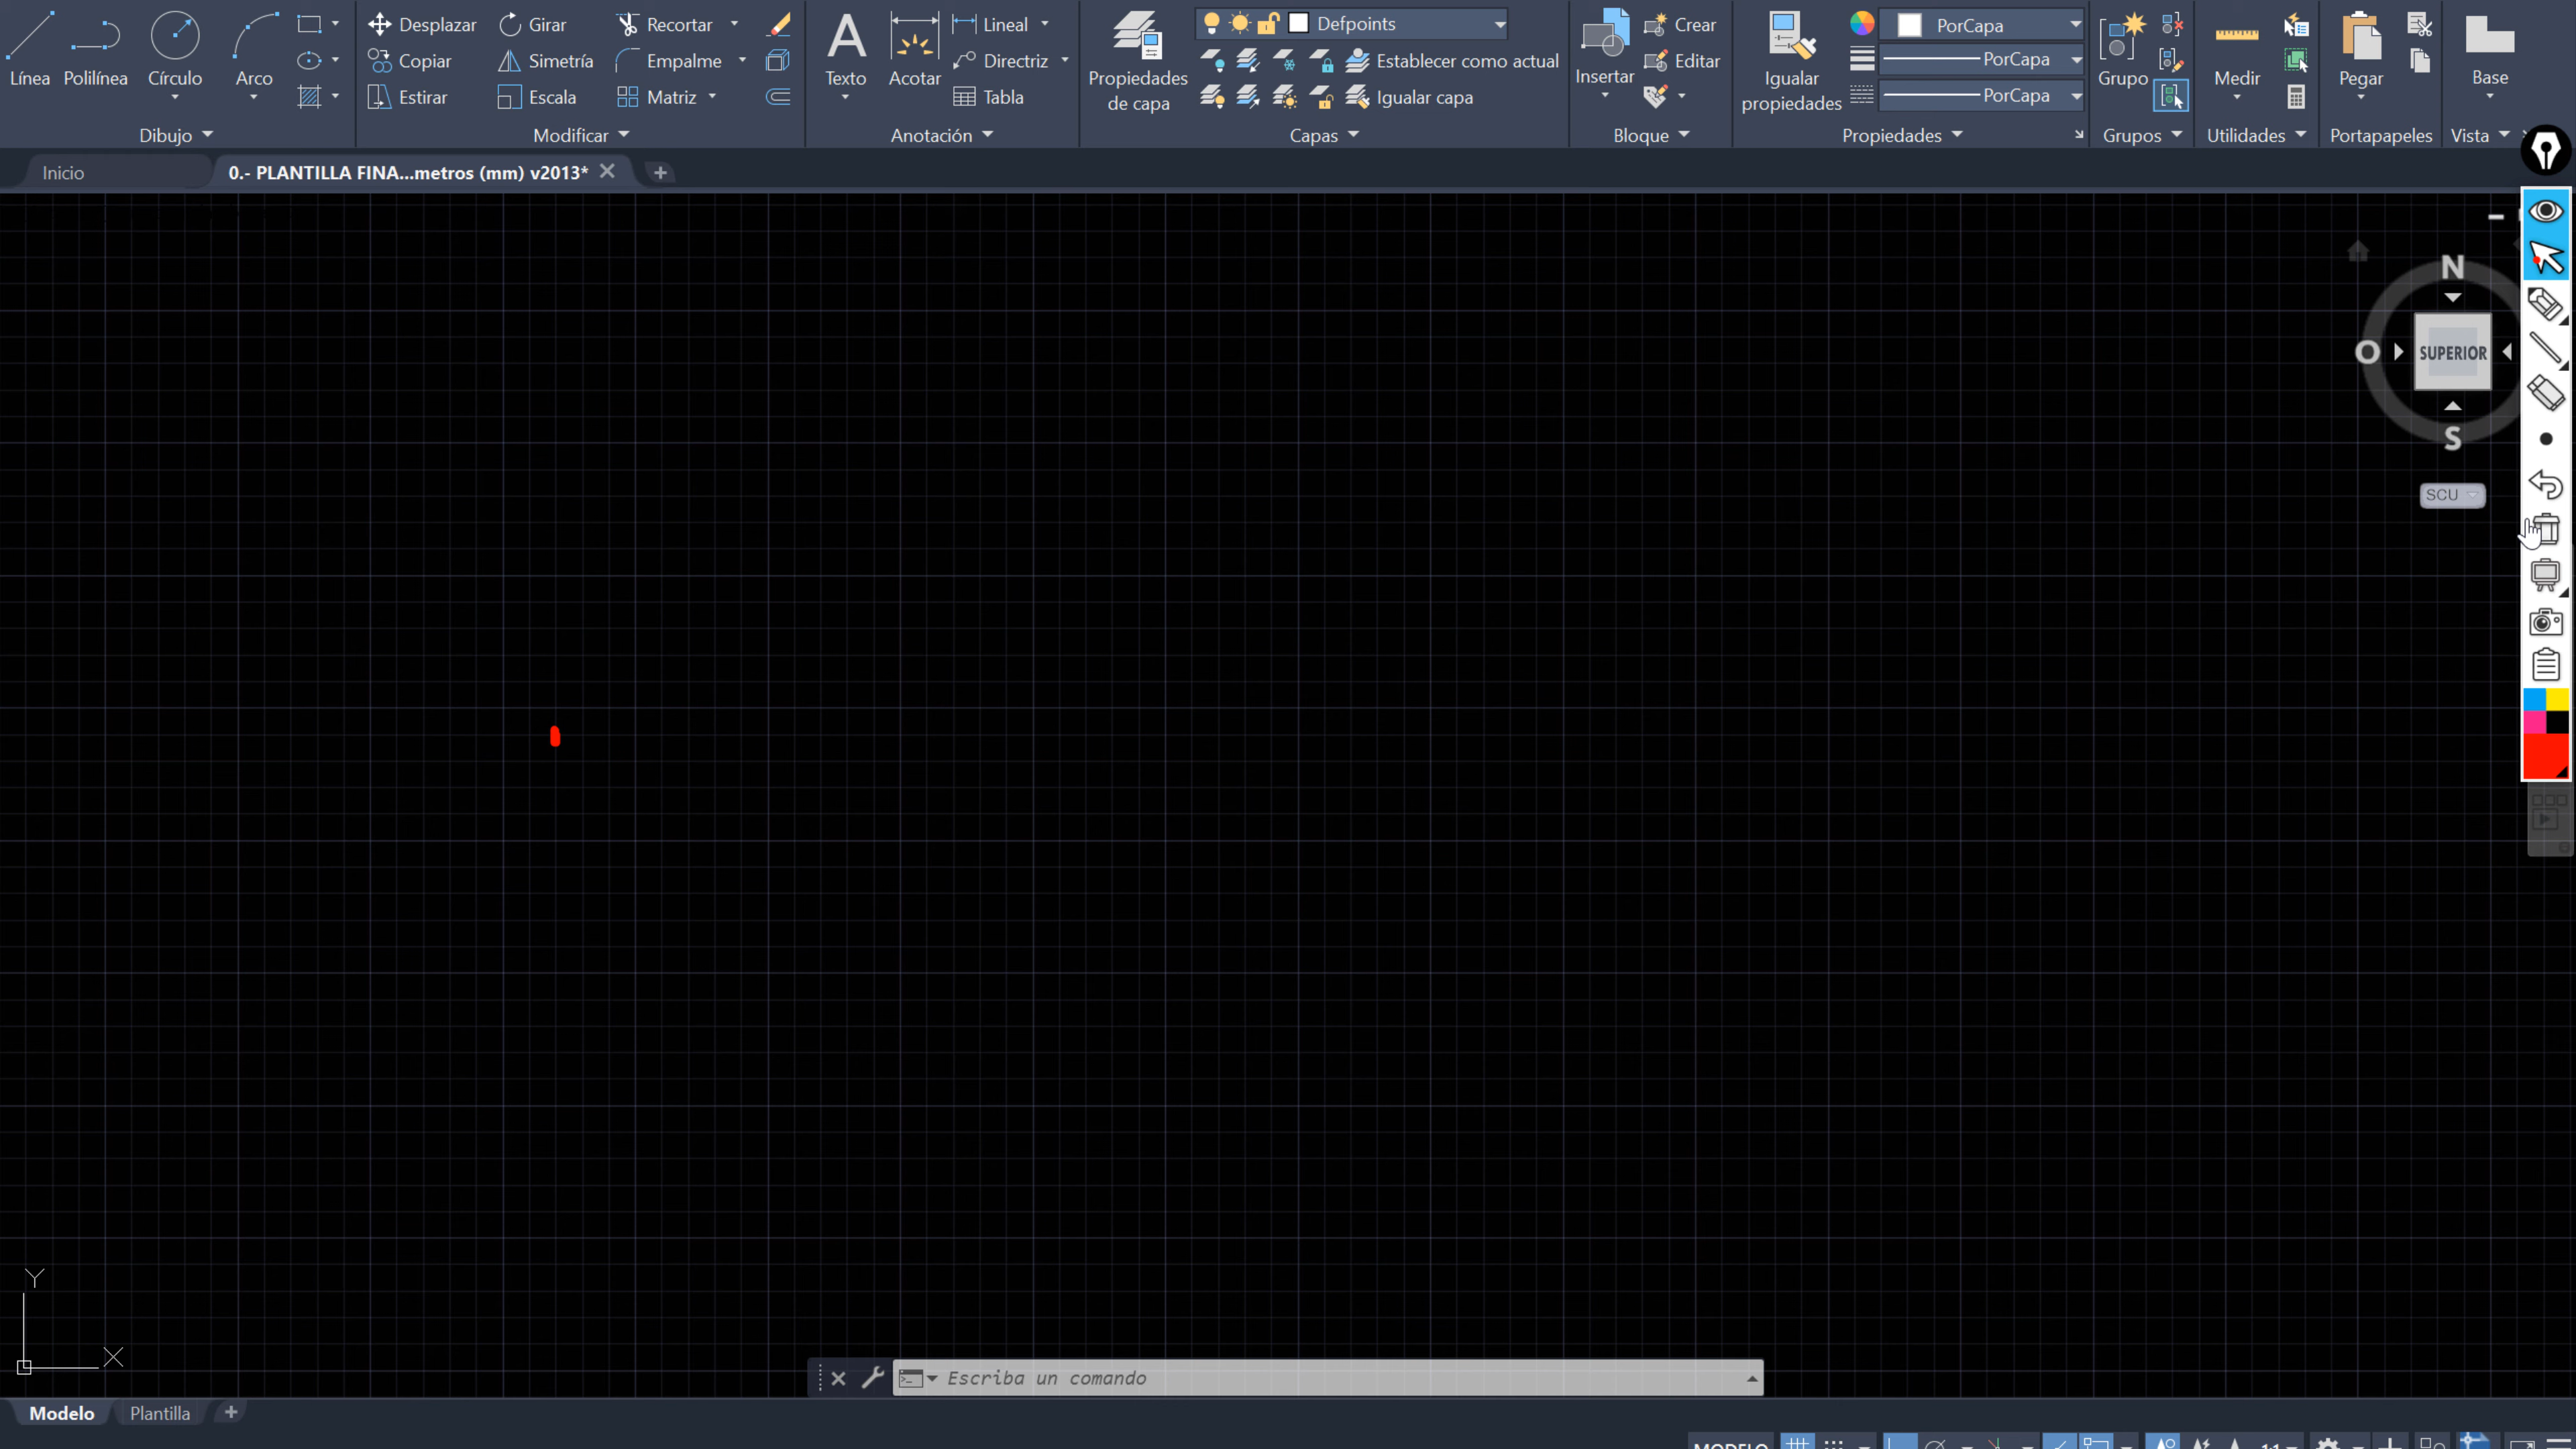 Línea Polilínea Círculo Arco
Dibujo
Desplazar Girar Recortar
Copiar Simetría Empalme
Estirar Escala Matriz
Modificar
Texto Acotar
Lineal
Directriz
Tabla
Anotación
Propiedades
de capa
Defpoints
Establecer como actual
Igualar capa
Capas
Insertar
Crear
Editar
Bloque
Igualar
propiedades
PorCapa
PorCapa
PorCapa
Propiedades
Grupo
Grupos
Medir
Utilidades
Pegar
Portapapeles
Base
Vista
Inicio
0.- PLANTILLA FINA...metros (mm) v2013*
N
O
SUPERIOR
S
SCU
Y
X
Escriba un comando
Modelo Plantilla
MODELO
1:1